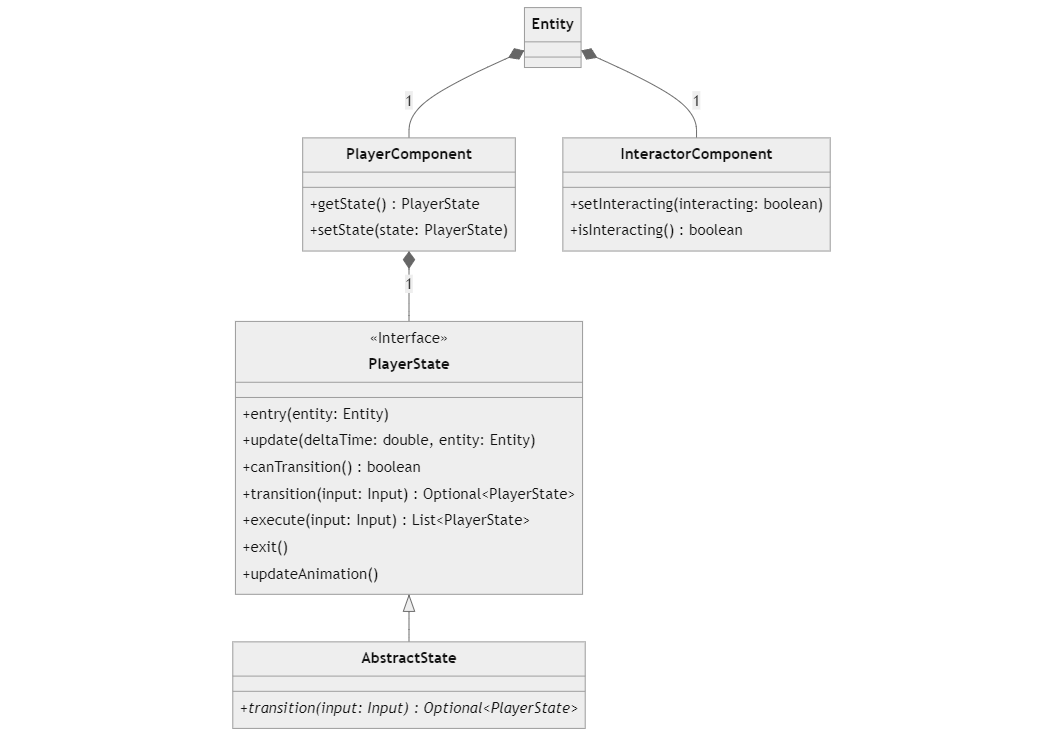 Entity
1
1
PlayerComponent
+getState() : PlayerState
+setState(state: PlayerState)
InteractorComponent
+setInteracting(interacting: boolean)
+isInteracting() : boolean
1
«Interface»
PlayerState
+entry(entity: Entity)
+update(deltaTime: double, entity: Entity)
+canTransition() : boolean
+transition(input: Input) : Optional<PlayerState>
+execute(input: Input) : List<PlayerState>
+exit()
+updateAnimation()
AbstractState
+transition(input: Input) : Optional<PlayerState>